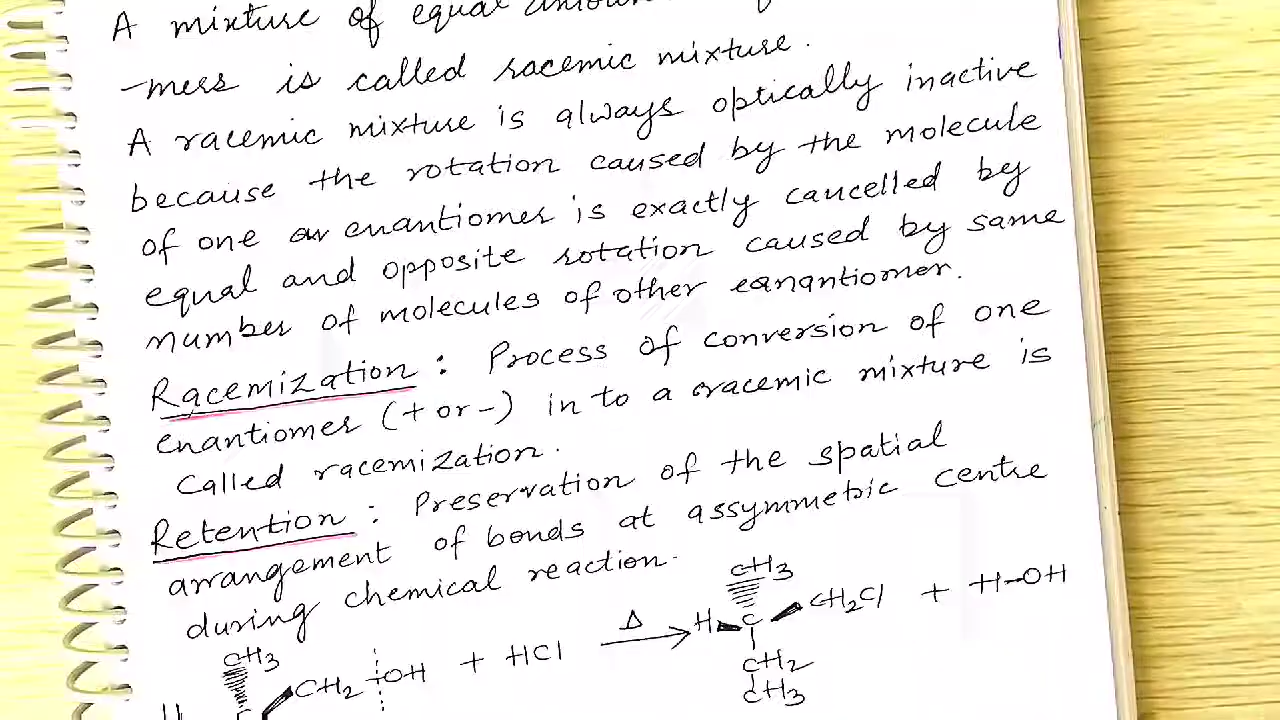 A mixture of equal
-mers is called racemic mixture.
A racemic mixture is always optically inactive
because the rotation caused by the molecule
of one enantiomer is exactly cancelled by
equal and opposite rotation caused by same
number of molecules of other eanantiomer.
Racemization : Process of conversion of one
enantiomer (+ or -) in to a racemic mixture is
called racemization.
Retention : Preservation of the spatial
arrangement of bonds at assymmetric centre
during chemical reaction.
CH3
H C CH2Cl + H-OH
CH2
CH3
CH3
CH2 OH + HCl Δ